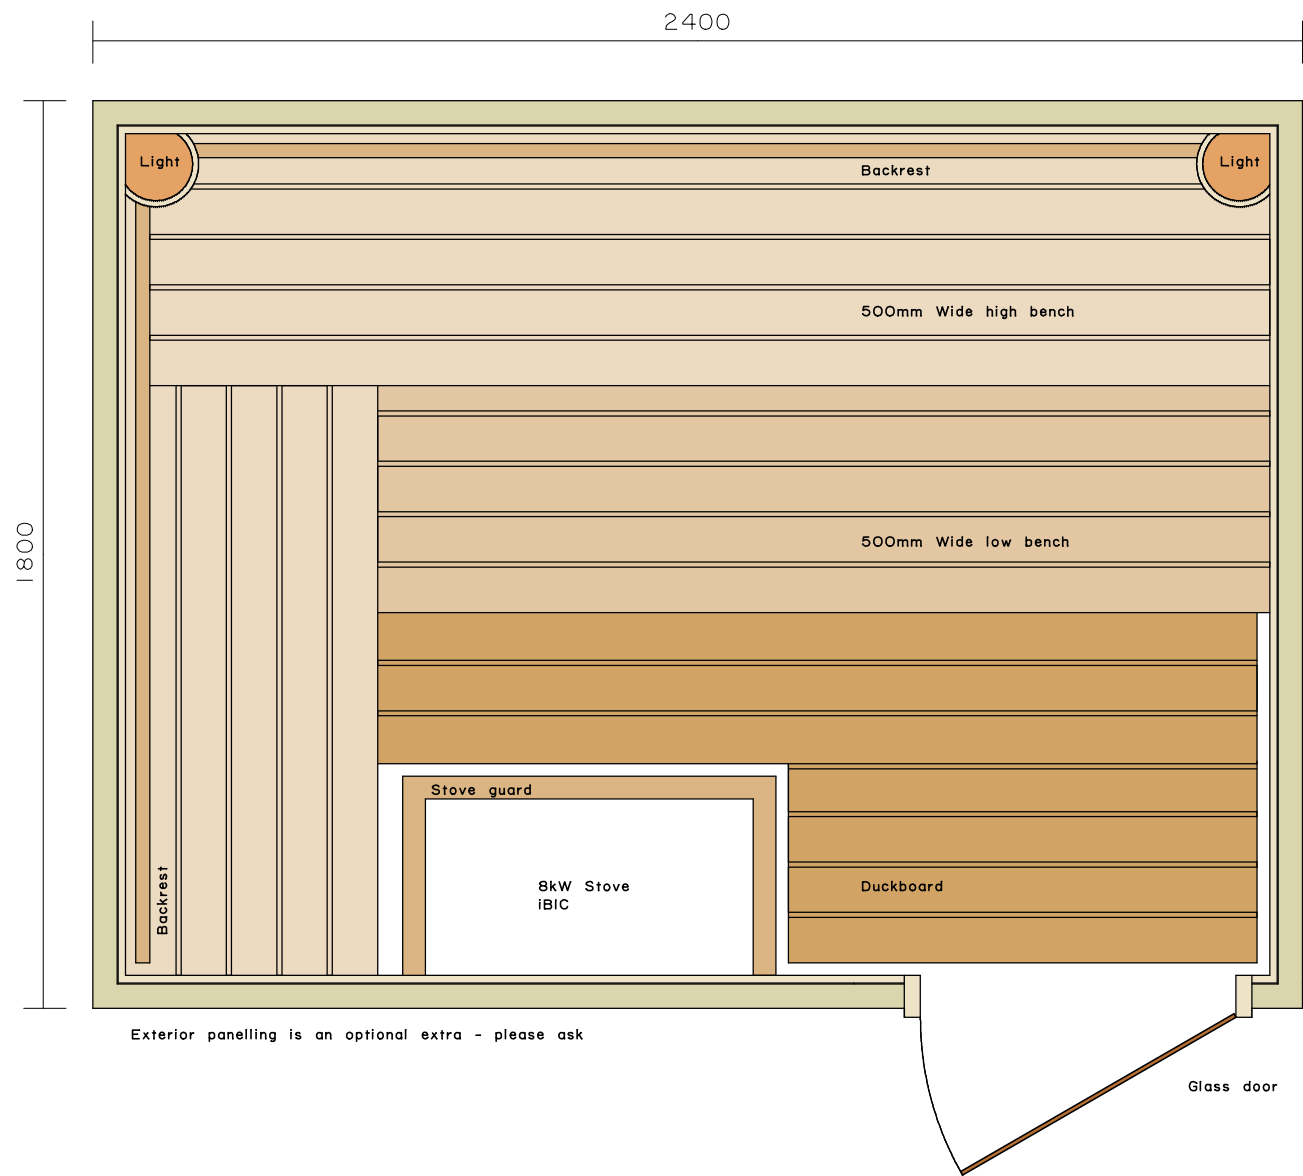 2400
Light
Light
Backrest
500mm Wide high bench
1800
500mm Wide low bench
Stove guard
8kW Stove
iBIC
Duckboard
Backrest
Exterior panelling is an optional extra - please ask
Glass door